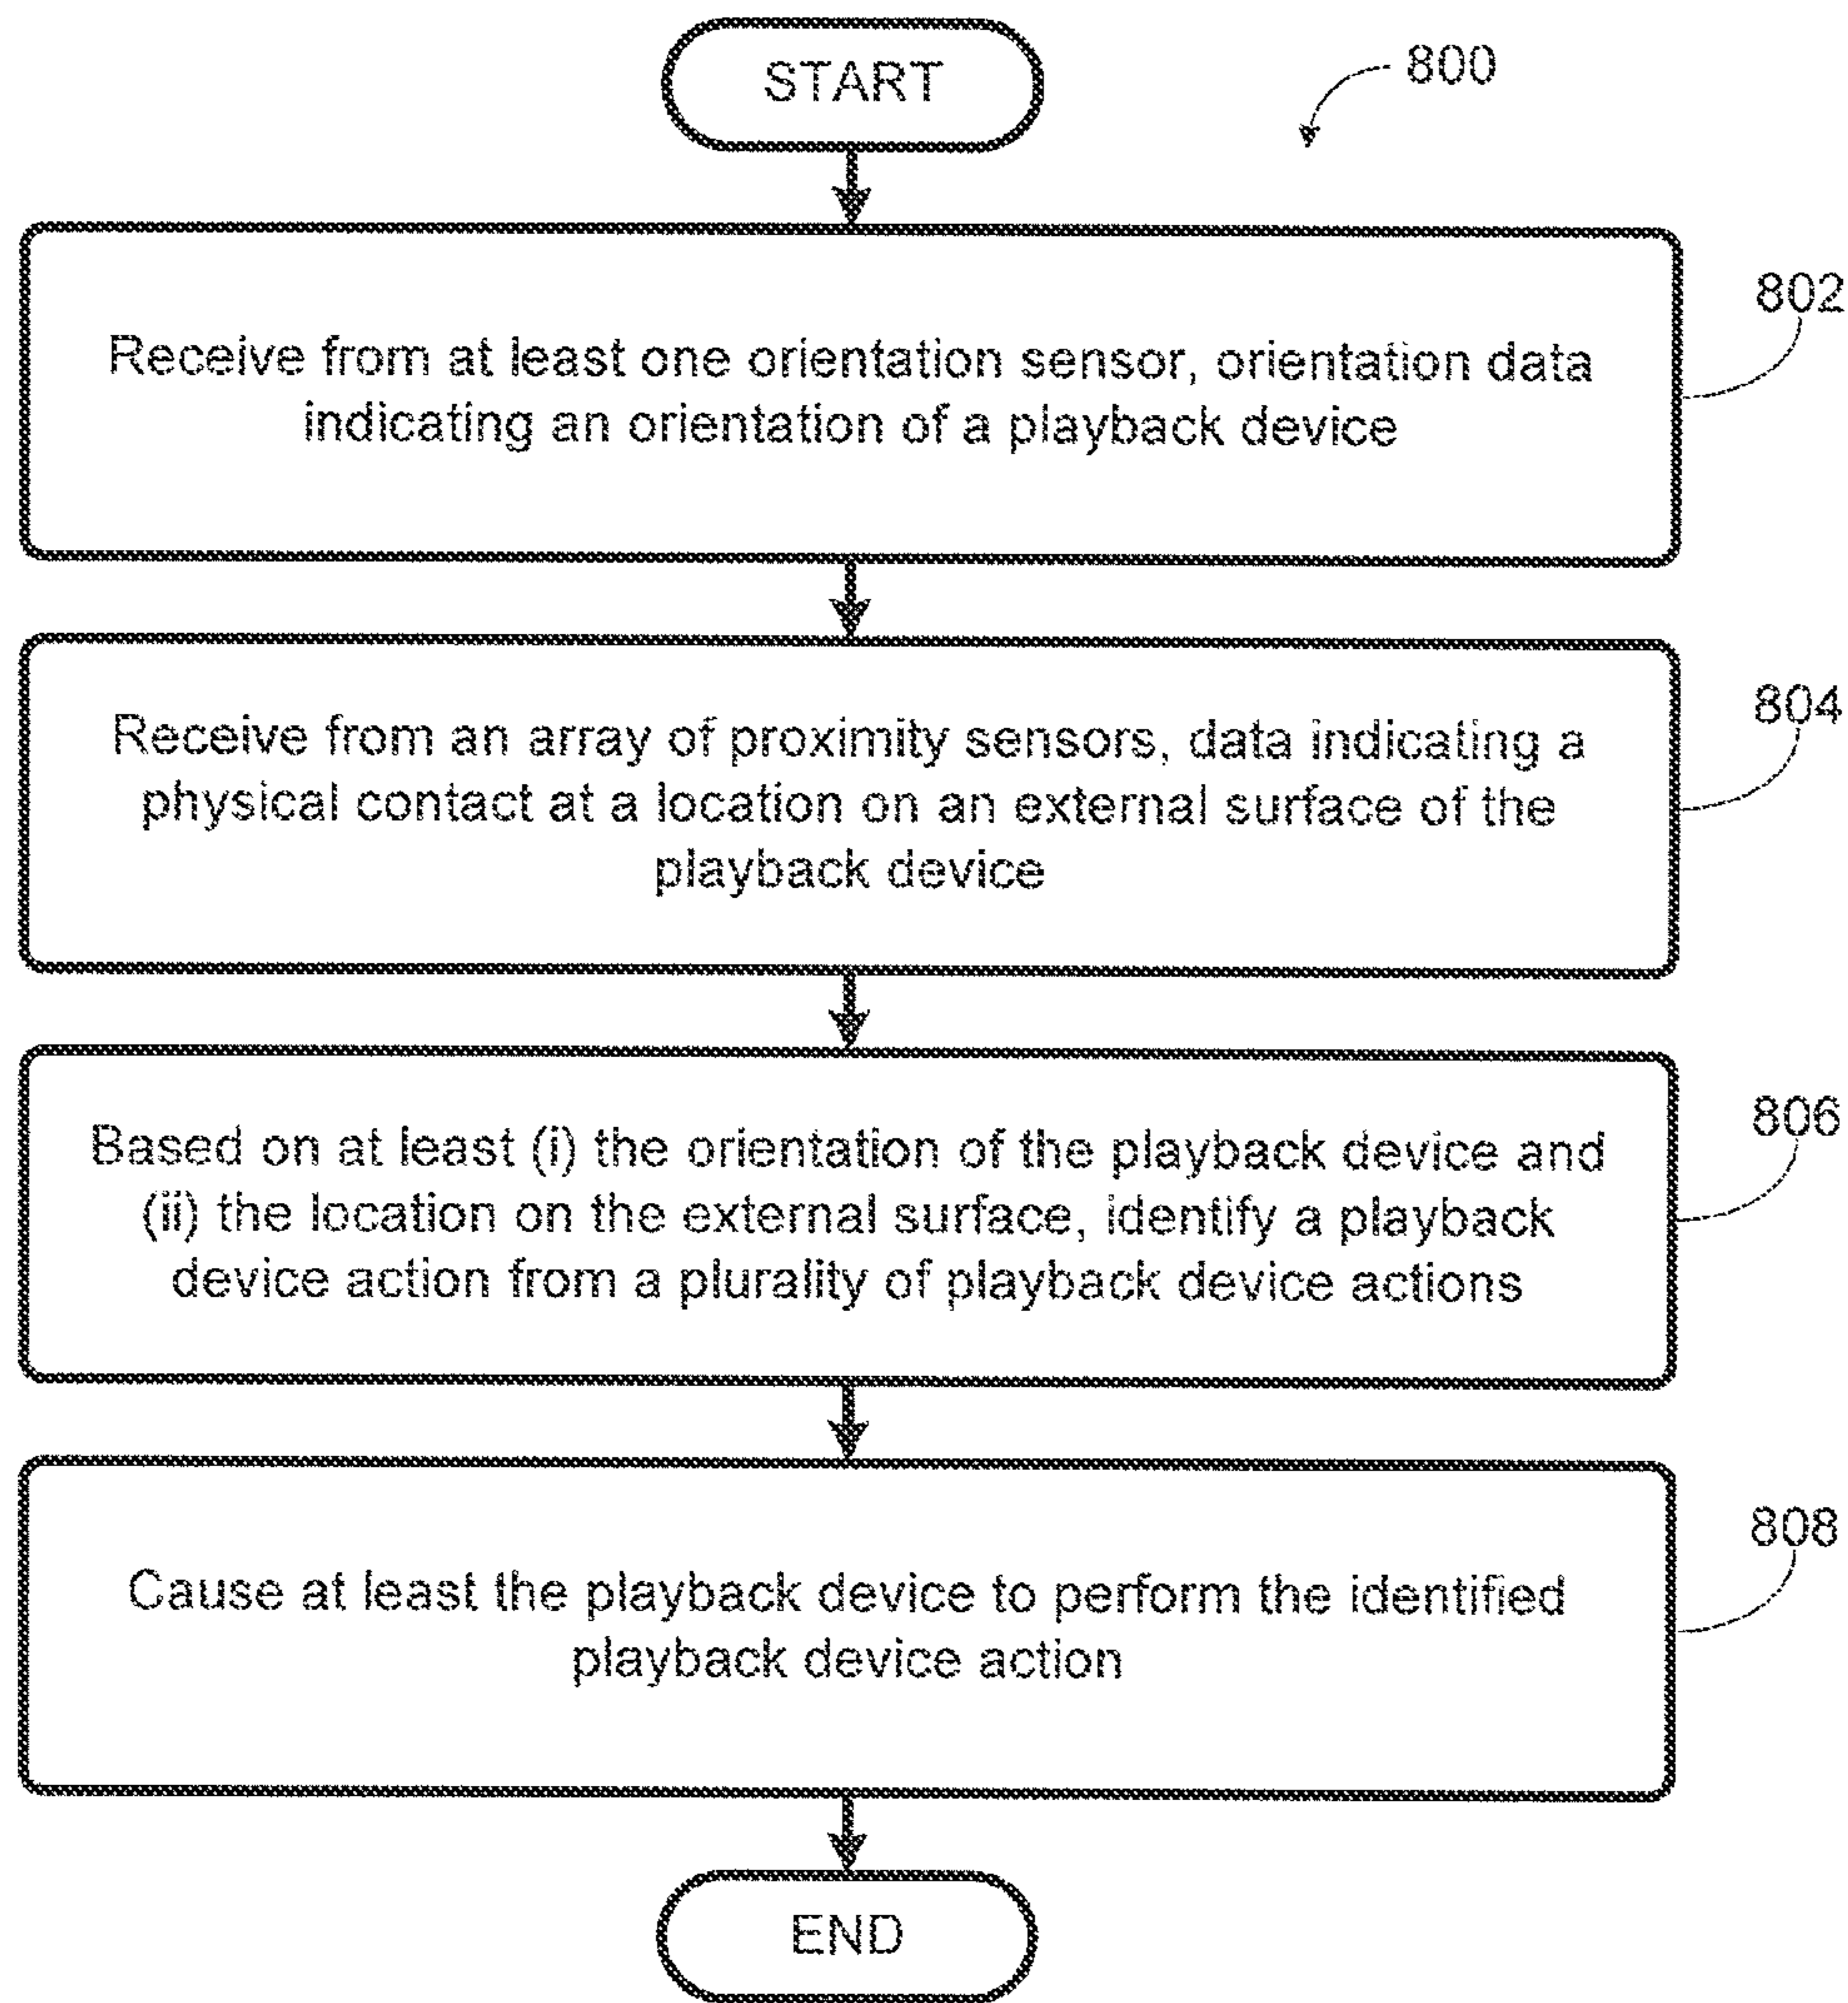 START
800
802
Receive from at least one orientation sensor, orientation data
indicating an orientation of a playback device
804
Receive from an array of proximity sensors, data indicating a
physical contact at a location on an external surface of the
playback device
806
Based on at least (i) the orientation of the playback device and
(ii) the location on the external surface, identify a playback
device action from a plurality of playback device actions
808
Cause at least the playback device to perform the identified
playback device action
END